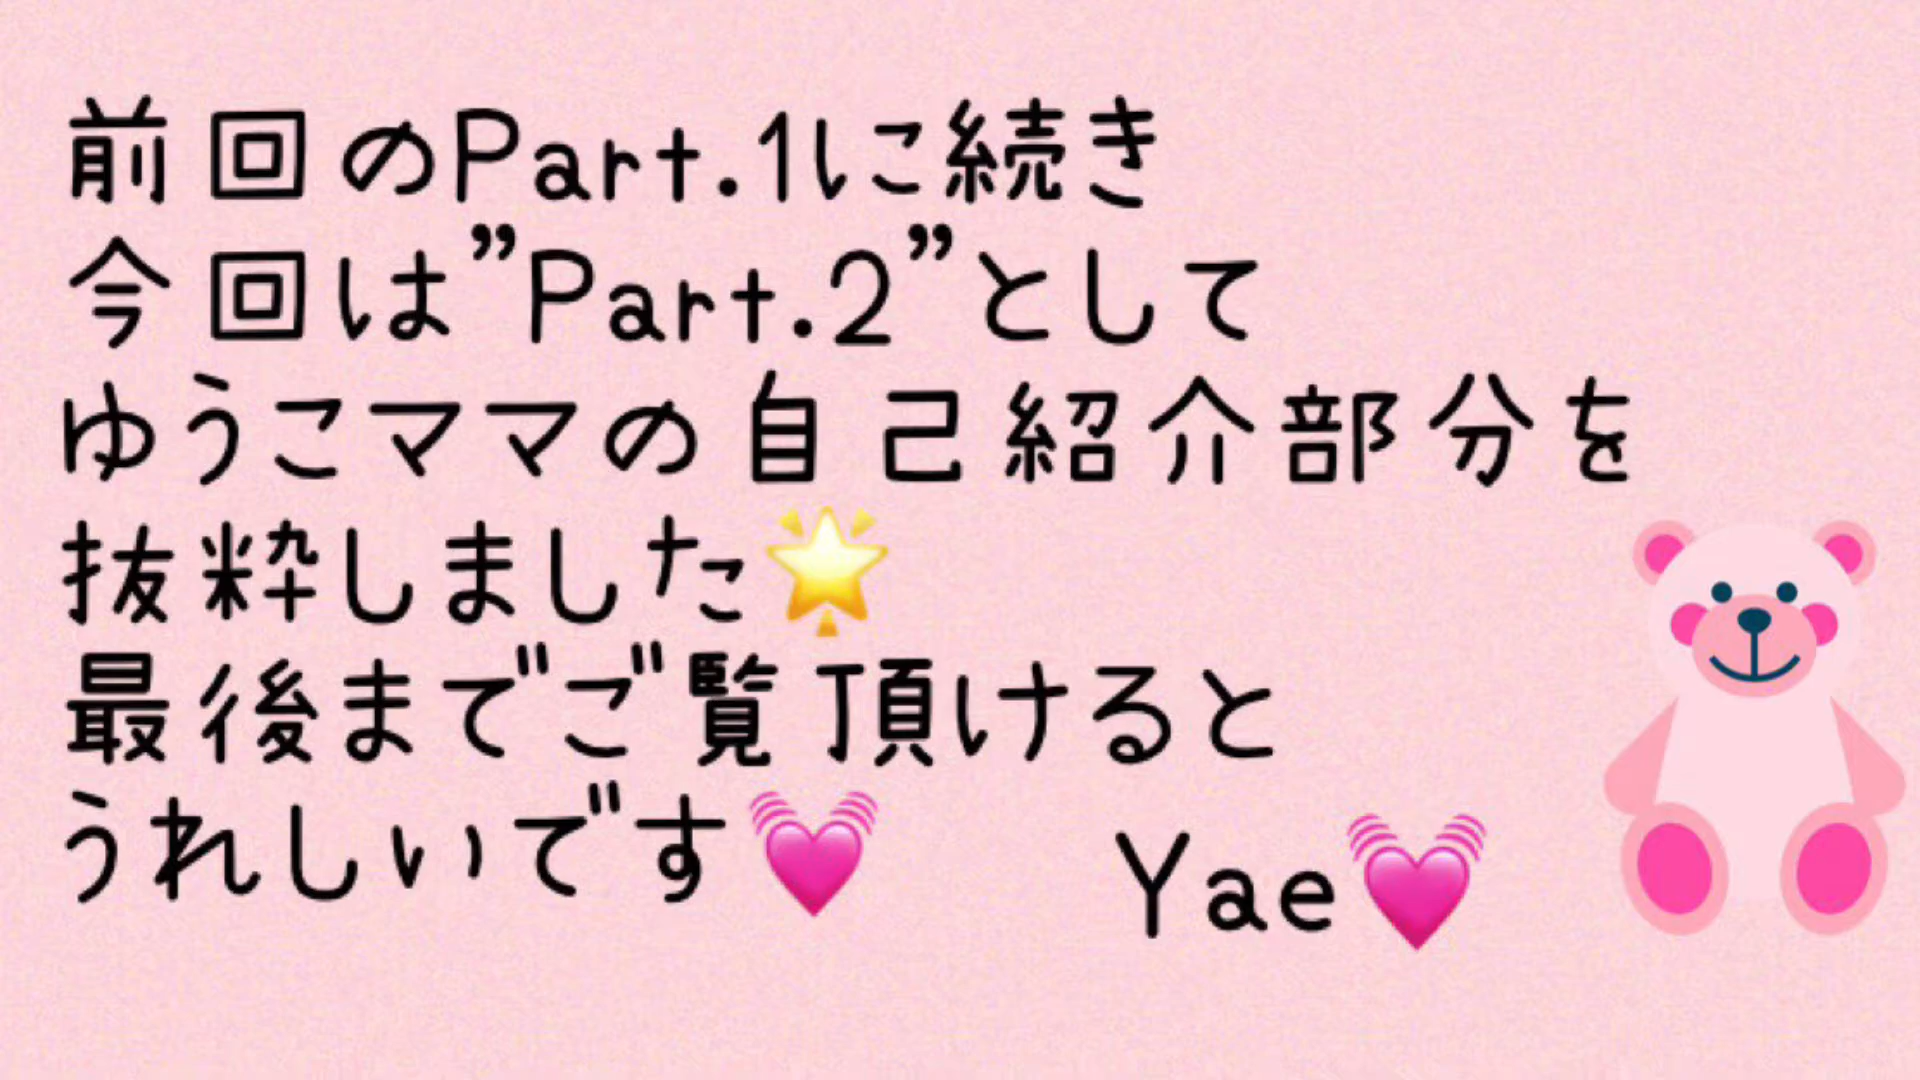 前回のPart.1に続き
今回は”Part.2”として
ゆうこママの自己紹介部分を
抜粋しました🌟
最後までご覧頂けると
うれしいです💓
Yae💓